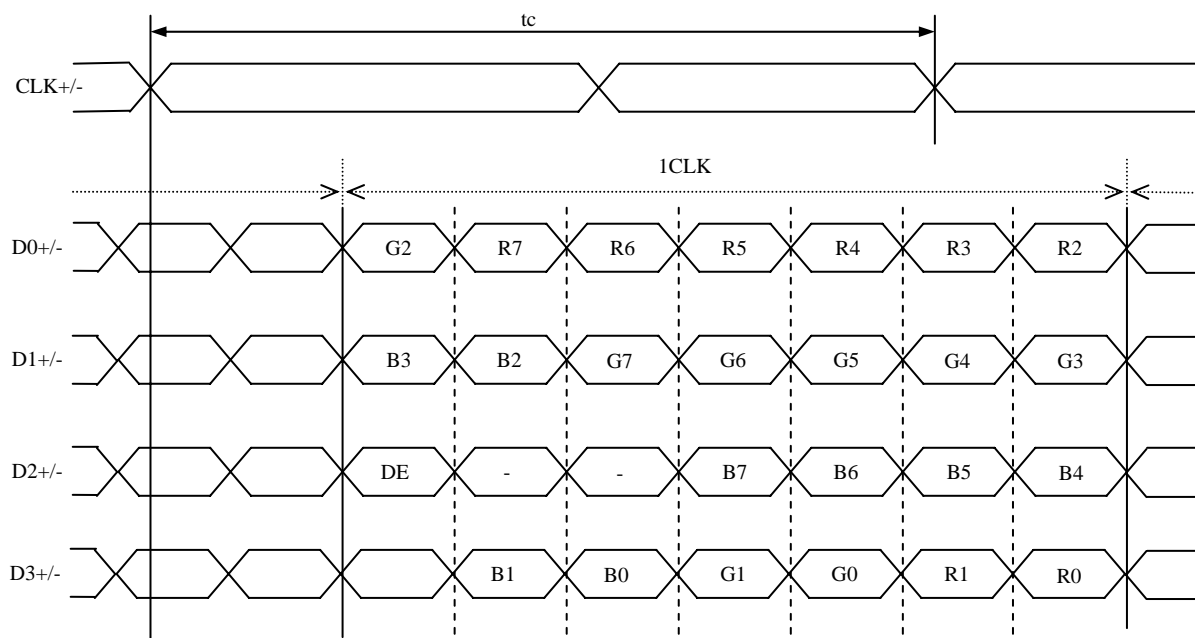 tc
CLK+/-
1CLK
D0+/- G2 R7 R6 R5 R4 R3 R2
D1+/- B3 B2 G7 G6 G5 G4 G3
D2+/- DE - - B7 B6 B5 B4
D3+/- B1 B0 G1 G0 R1 R0